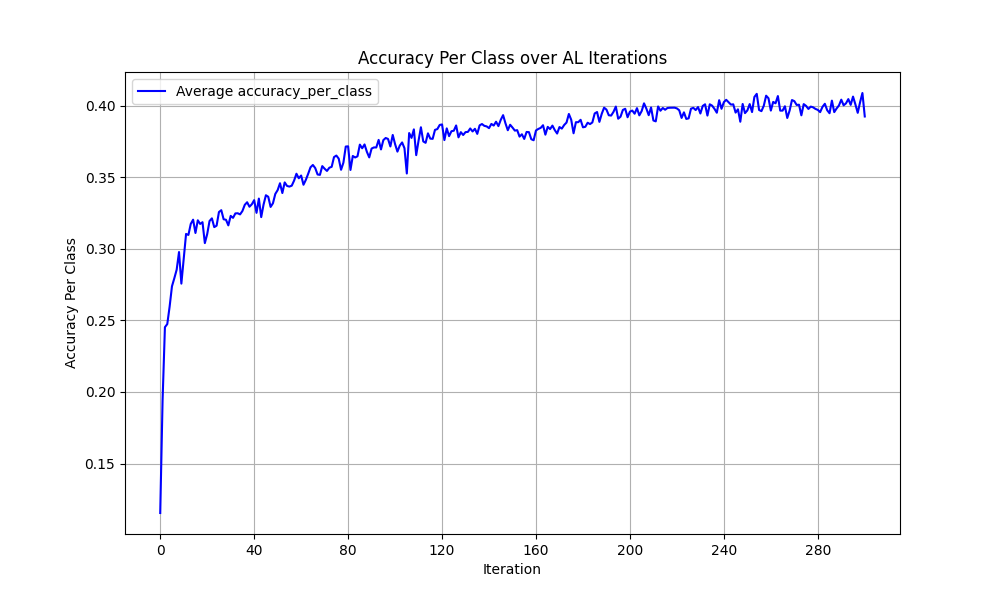 Accuracy Per Class over AL Iterations
Average accuracy_per_class
Accuracy Per Class
0.40
0.35
0.30
0.25
0.20
0.15
0 40 80 120 160 200 240 280
Iteration